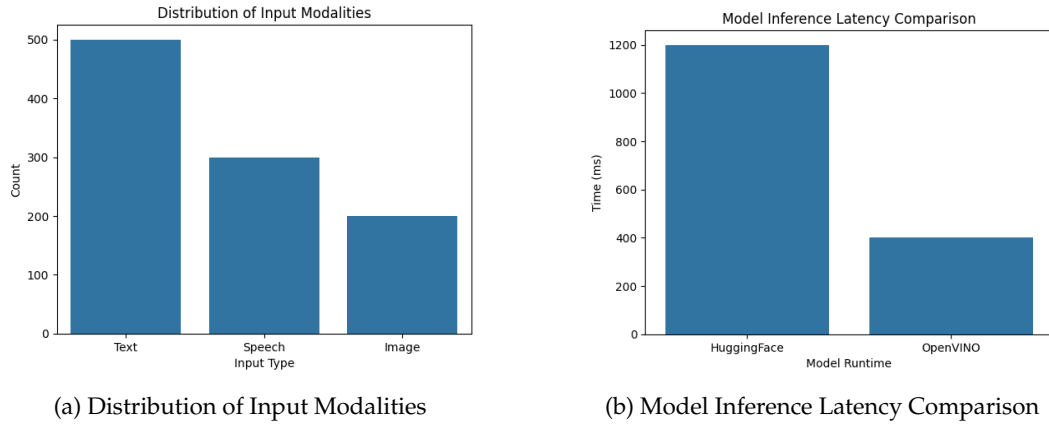 Distribution of Input Modalities
500
400
300
200
100
0
Count
Text Speech Image
Input Type
(a) Distribution of Input Modalities
Model Inference Latency Comparison
1200
1000
800
600
400
200
0
Time (ms)
HuggingFace OpenVINO
Model Runtime
(b) Model Inference Latency Comparison